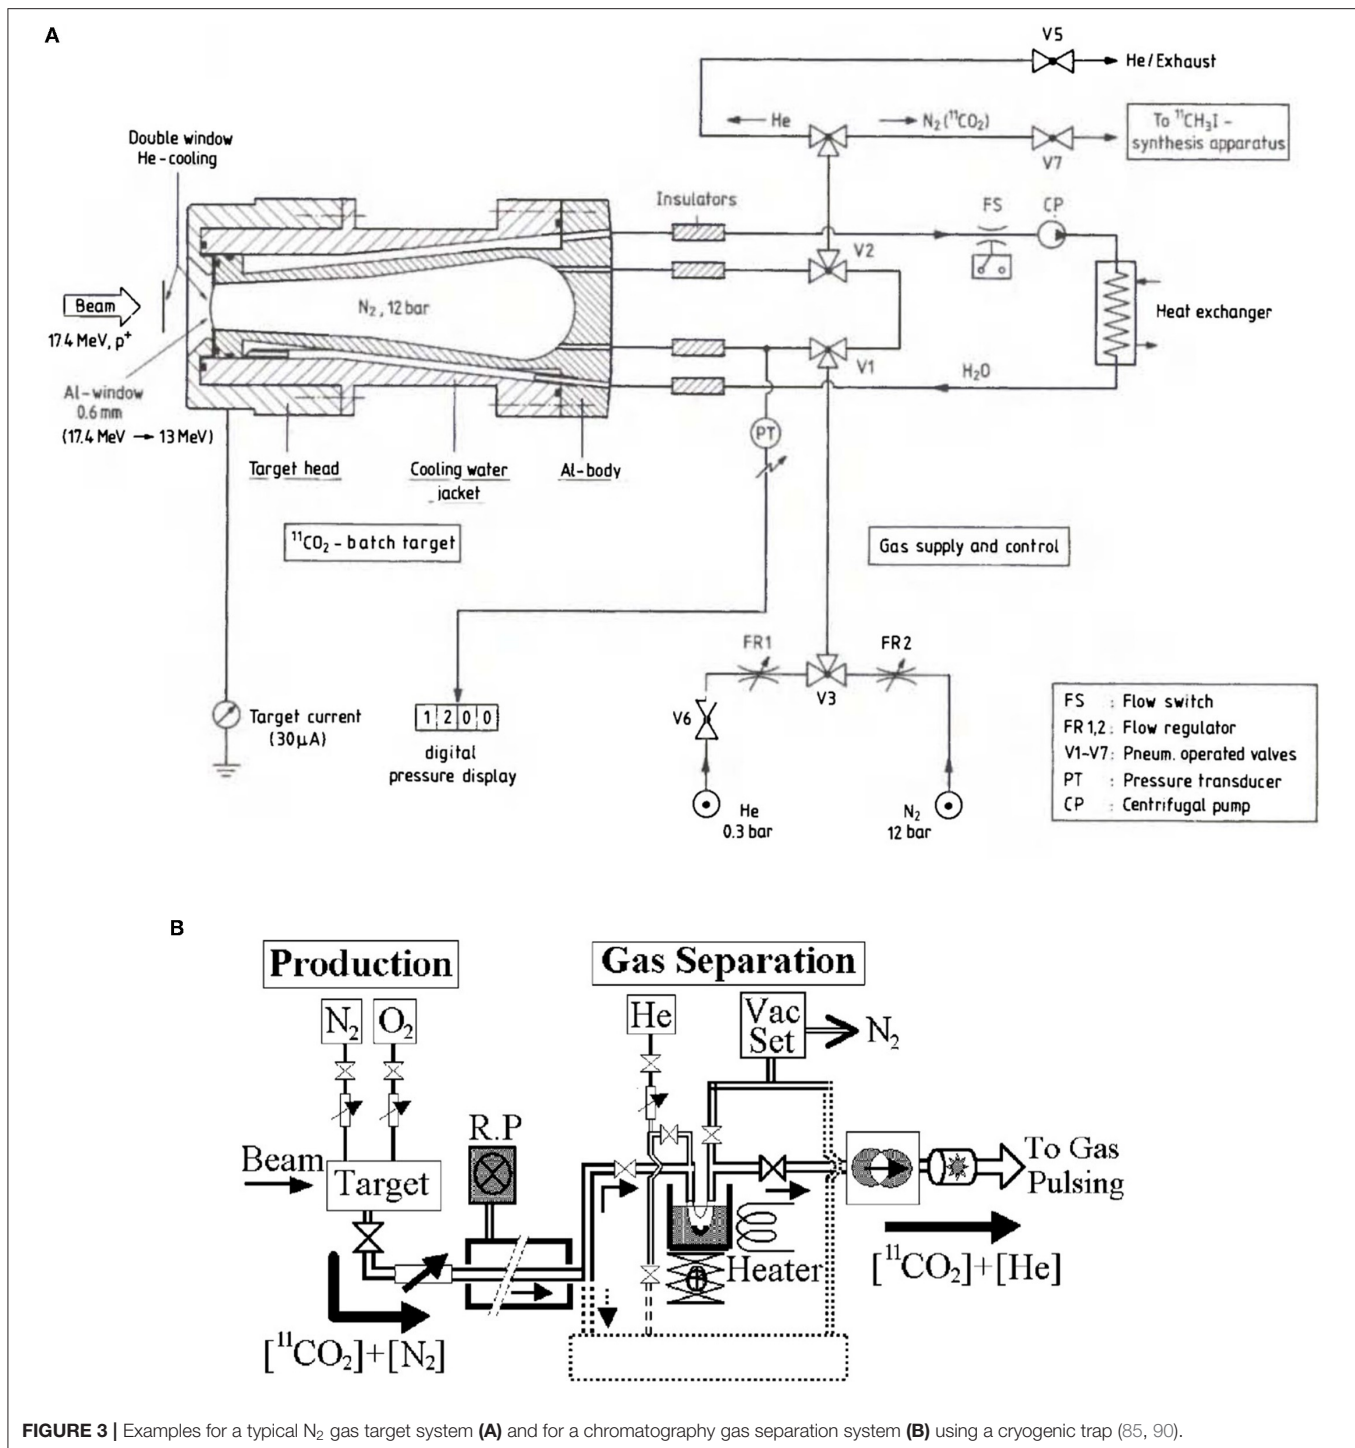 A
V5
He/Exhaust
He
N₂(¹¹CO₂)
To ¹¹CH₃I -
synthesis apparatus
V7
Double window
He-cooling
Insulators
FS
CP
V2
Beam
17.4 MeV, p⁺
N₂, 12 bar
Heat exchanger
V1
H₂O
Al-window
0.6 mm
(17.4 MeV → 13 MeV)
PT
Target head
Cooling water
jacket
Al-body
¹¹CO₂ - batch target
Gas supply and control
FR1
FR2
V3
V6
Target current
(30µA)
1200
digital
pressure display
He
0.3 bar
N₂
12 bar
FS : Flow switch
FR 1,2 : Flow regulator
V1-V7 : Pneum. operated valves
PT : Pressure transducer
CP : Centrifugal pump
B
Production
Gas Separation
N₂
O₂
He
Vac
Set
N₂
R.P
Beam
Target
To Gas
Pulsing
Heater
[¹¹CO₂]+[He]
[¹¹CO₂]+[N₂]
FIGURE 3 | Examples for a typical N₂ gas target system (A) and for a chromatography gas separation system (B) using a cryogenic trap (85, 90).